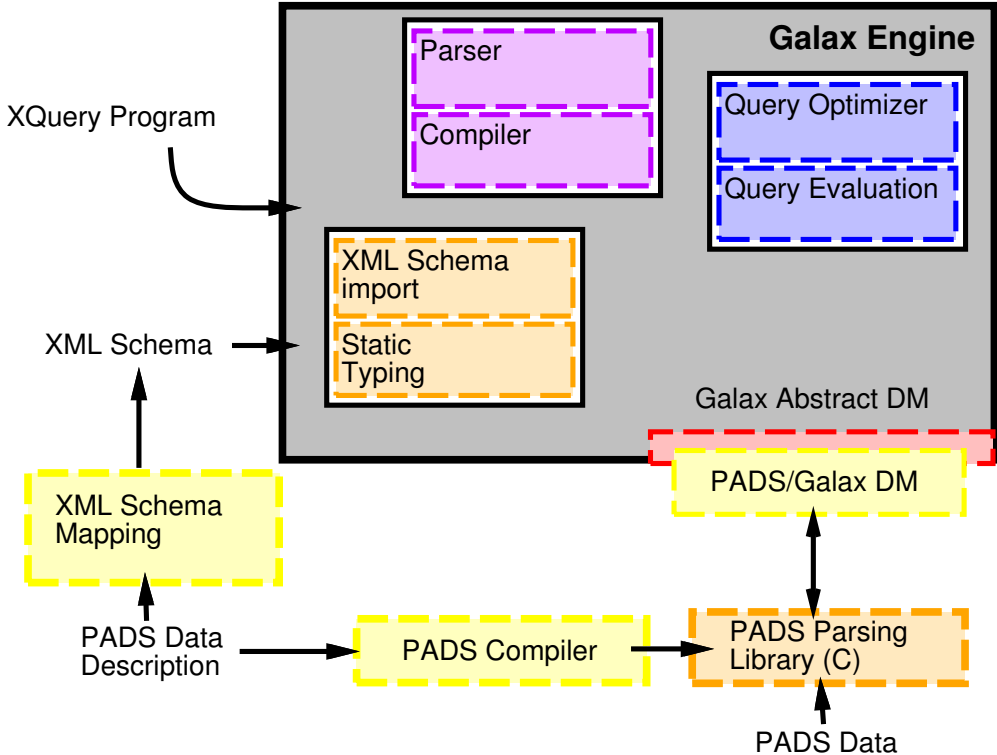 Galax Engine
Parser
Compiler
Query Optimizer
Query Evaluation
XQuery Program
XML Schema
import
Static
Typing
XML Schema
Galax Abstract DM
PADS/Galax DM
XML Schema
Mapping
PADS Data
Description
PADS Compiler
PADS Parsing
Library (C)
PADS Data